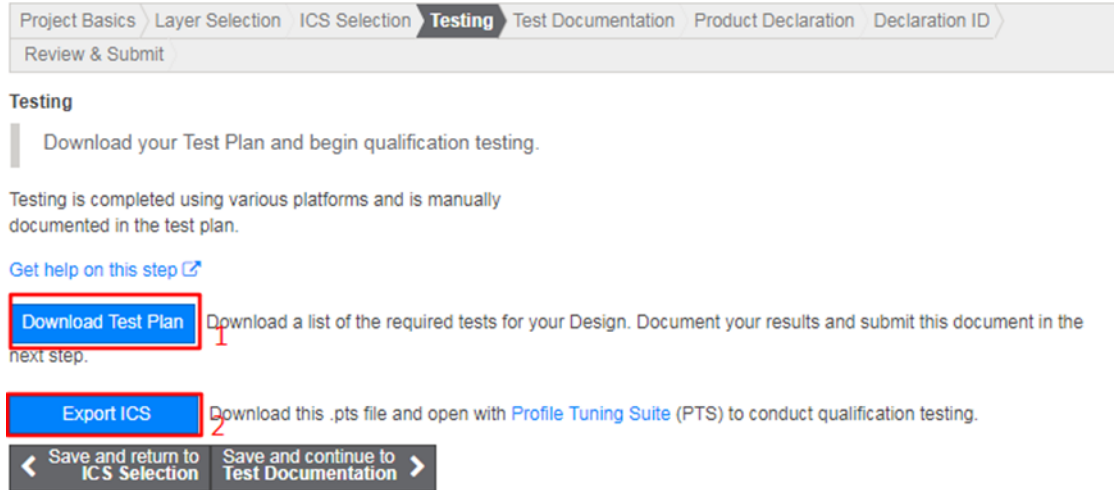 Project Basics Layer Selection ICS Selection Testing Test Documentation Product Declaration Declaration ID
Review & Submit
Testing
Download your Test Plan and begin qualification testing.
Testing is completed using various platforms and is manually
documented in the test plan.
Get help on this step
Download Test Plan 1 Download a list of the required tests for your Design. Document your results and submit this document in the
next step.
Export ICS 2 Download this .pts file and open with Profile Tuning Suite (PTS) to conduct qualification testing.
Save and return to Save and continue to
ICS Selection Test Documentation